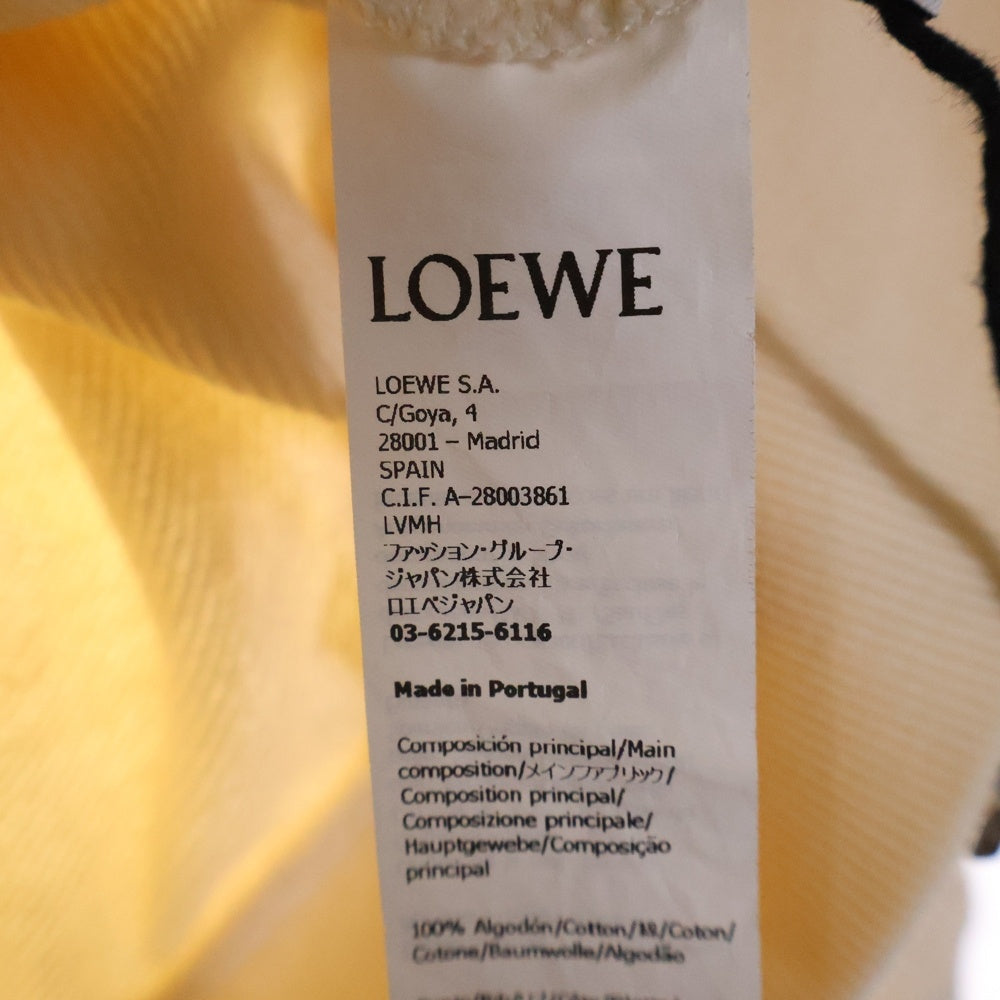 LOEWE
LOEWE S.A.
C/Goya, 4
28001 – Madrid
SPAIN
C.I.F. A–28003861
LVMH
ファッション・グループ・
ジャパン株式会社
ロエベジャパン
03-6215-6116
Made in Portugal
Composición principal/Main
composition/メインファブリック/
Composition principal/
Composizione principale/
Hauptgewebe/Composição
principal
100% Algodón/Cotton/綿/Coton/
Cotone/Baumwolle/Algodão